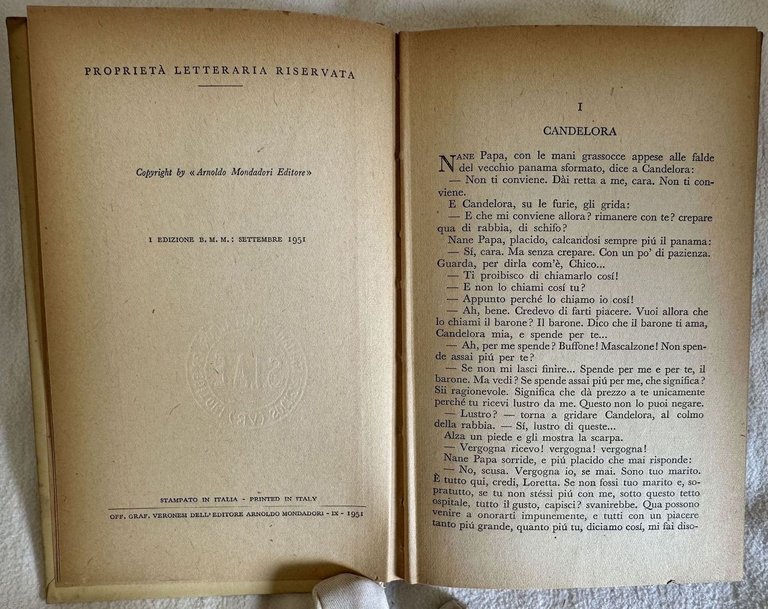 PROPRIETÀ LETTERARIA RISERVATA
Copyright by «Arnoldo Mondadori Editore»
I EDIZIONE B. M. M.: SETTEMBRE 1951
STAMPATO IN ITALIA - PRINTED IN ITALY
OFF. GRAF. VERONESI DELL'EDITORE ARNOLDO MONDADORI - IX - 1951
I
CANDELORA
NANE Papa, con le mani grassocce appese alle falde
del vecchio panama sformato, dice a Candelora:
— Non ti conviene. Dài retta a me, cara. Non ti con-
viene.
E Candelora, su le furie, gli grida:
— E che mi conviene allora? rimanere con te? crepare
qua di rabbia, di schifo?
Nane Papa, placido, calcandosi sempre piú il panama:
— Sí, cara. Ma senza crepare. Con un po' di pazienza.
Guarda, per dirla com'è, Chico...
— Ti proibisco di chiamarlo cosí!
— E non lo chiami cosí tu?
— Appunto perché lo chiamo io cosí!
— Ah, bene. Credevo di farti piacere. Vuoi allora che
lo chiami il barone? Il barone. Dico che il barone ti ama,
Candelora mia, e spende per te...
— Ah, per me spende? Buffone! Mascalzone! Non spen-
de assai piú per te?
— Se non mi lasci finire... Spende per me e per te, il
barone. Ma vedi? Se spende assai piú per me, che significa?
Sii ragionevole. Significa che dà prezzo a te unicamente
perché tu ricevi lustro da me. Questo non lo puoi negare.
— Lustro? — torna a gridare Candelora, al colmo
della rabbia. — Sí, lustro di queste...
Alza un piede e gli mostra la scarpa.
— Vergogna ricevo! vergogna! vergogna!
Nane Papa sorride, e piú placido che mai risponde:
— No, scusa. Vergogna io, se mai. Sono tuo marito.
È tutto qui, credi, Loretta. Se non fossi tuo marito e, so-
pratutto, se tu non stéssi piú con me, sotto questo tetto
ospitale, tutto il gusto, capisci? svanirebbe. Qua possono
venire a onorarti impunemente, e tutti con un piacere
tanto piú grande, quanto piú tu, diciamo cosí, mi fai diso-